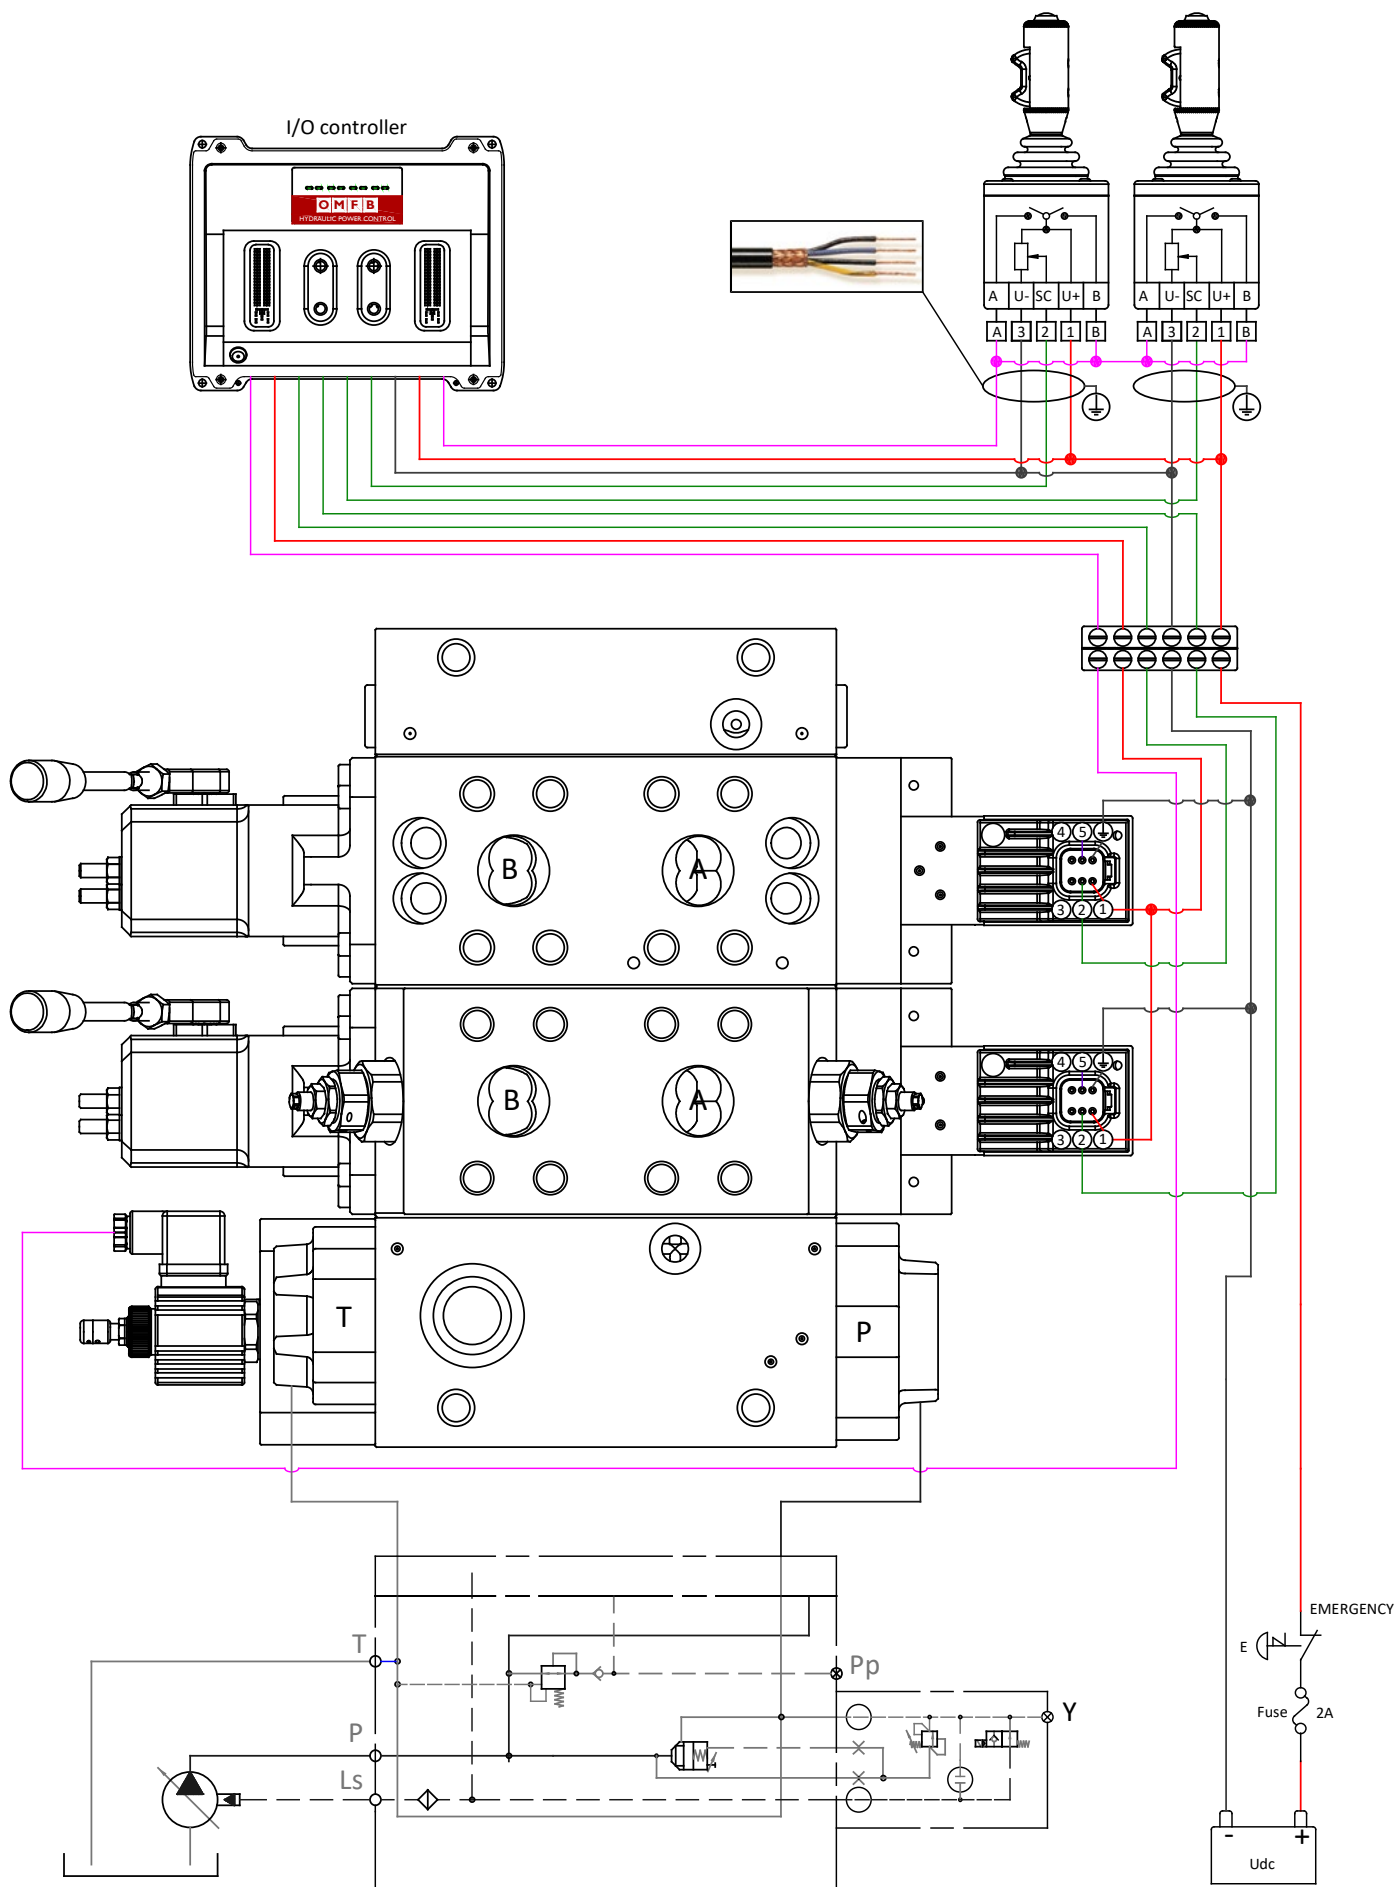 I/O controller
OMFB
HYDRAULIC POWER CONTROL
A U- SC U+ B
A U- SC U+ B
A 3 2 1 B
A 3 2 1 B
B A
4 5
3 2 1
B A
4 5
3 2 1
T
P
EMERGENCY
T
E
Pp
Y
Fuse 2A
P
Ls
- +
Udc